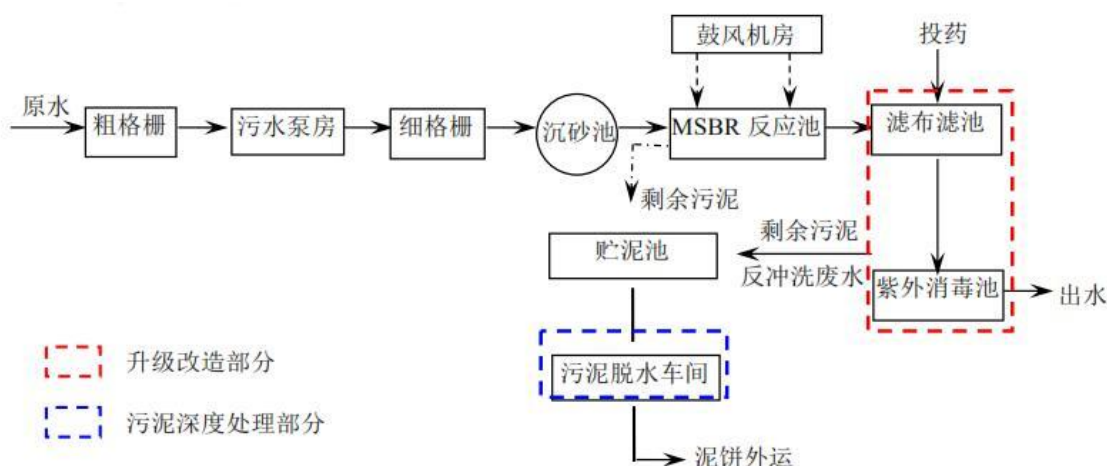 鼓风机房
投药
原水
粗格栅
污水泵房
细格栅
沉砂池
MSBR 反应池
滤布滤池
剩余污泥
贮泥池
剩余污泥
反冲洗废水
紫外消毒池
出水
升级改造部分
污泥脱水车间
污泥深度处理部分
泥饼外运